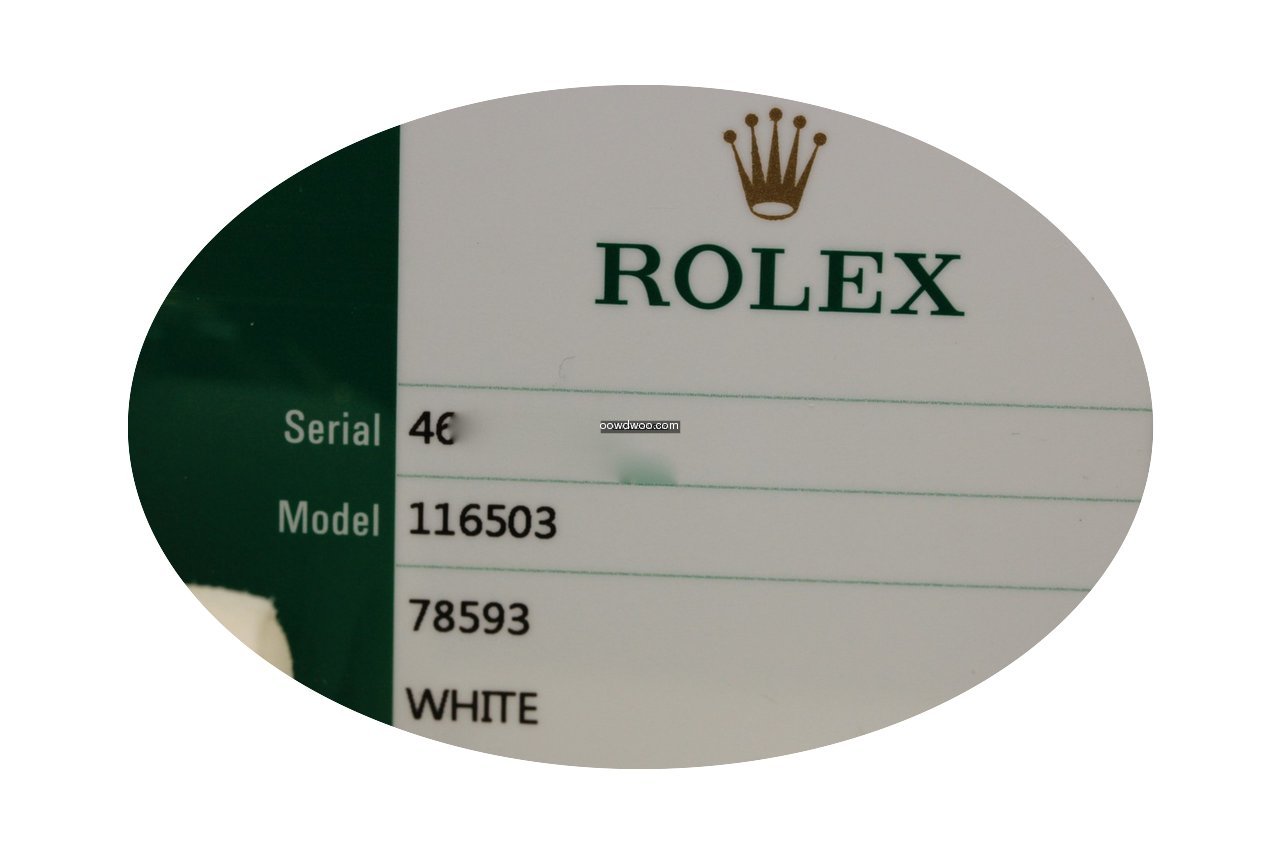 ROLEX
Serial 46
oowdwoo.com
Model 116503
78593
WHITE